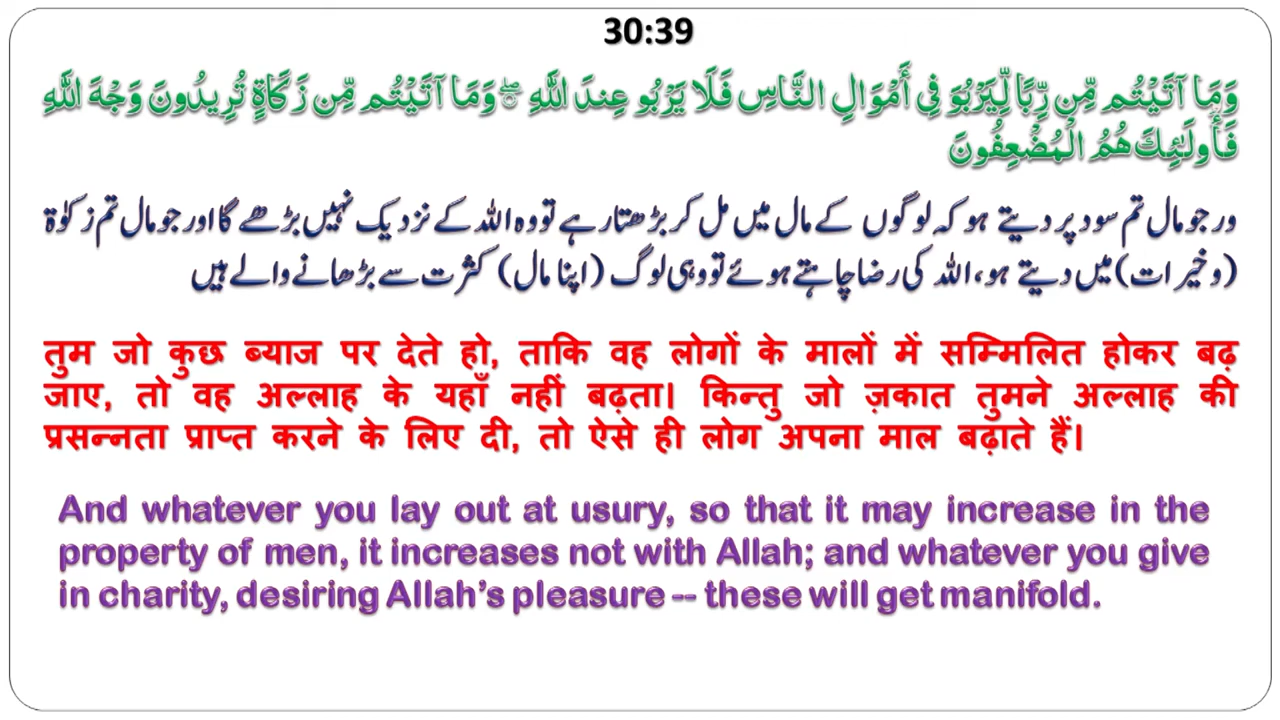 30:39
وَمَا آتَيْتُم مِّن رِّبًا لِّيَرْبُوَ فِي أَمْوَالِ النَّاسِ فَلَا يَرْبُو عِندَ اللَّهِ ۖ وَمَا آتَيْتُم مِّن زَكَاةٍ تُرِيدُونَ وَجْهَ اللَّهِ
فَأُولَٰئِكَ هُمُ الْمُضْعِفُونَ
ور جو مال تم سود پر دیتے ہو کہ لوگوں کے مال میں مل کر بڑھتا رہے تو وہ اللہ کے نزدیک نہیں بڑھے گا اور جو مال تم زکوٰۃ
(و خیرات) میں دیتے ہو، اللہ کی رضا چاہتے ہوئے تو وہی لوگ (اپنا مال) کثرت سے بڑھانے والے ہیں
तुम जो कुछ ब्याज पर देते हो, ताकि वह लोगों के मालों में सम्मिलित होकर बढ़
जाए, तो वह अल्लाह के यहाँ नहीं बढ़ता। किन्तु जो ज़कात तुमने अल्लाह की
प्रसन्नता प्राप्त करने के लिए दी, तो ऐसे ही लोग अपना माल बढ़ाते हैं।
And whatever you lay out at usury, so that it may increase in the
property of men, it increases not with Allah; and whatever you give
in charity, desiring Allah's pleasure -- these will get manifold.